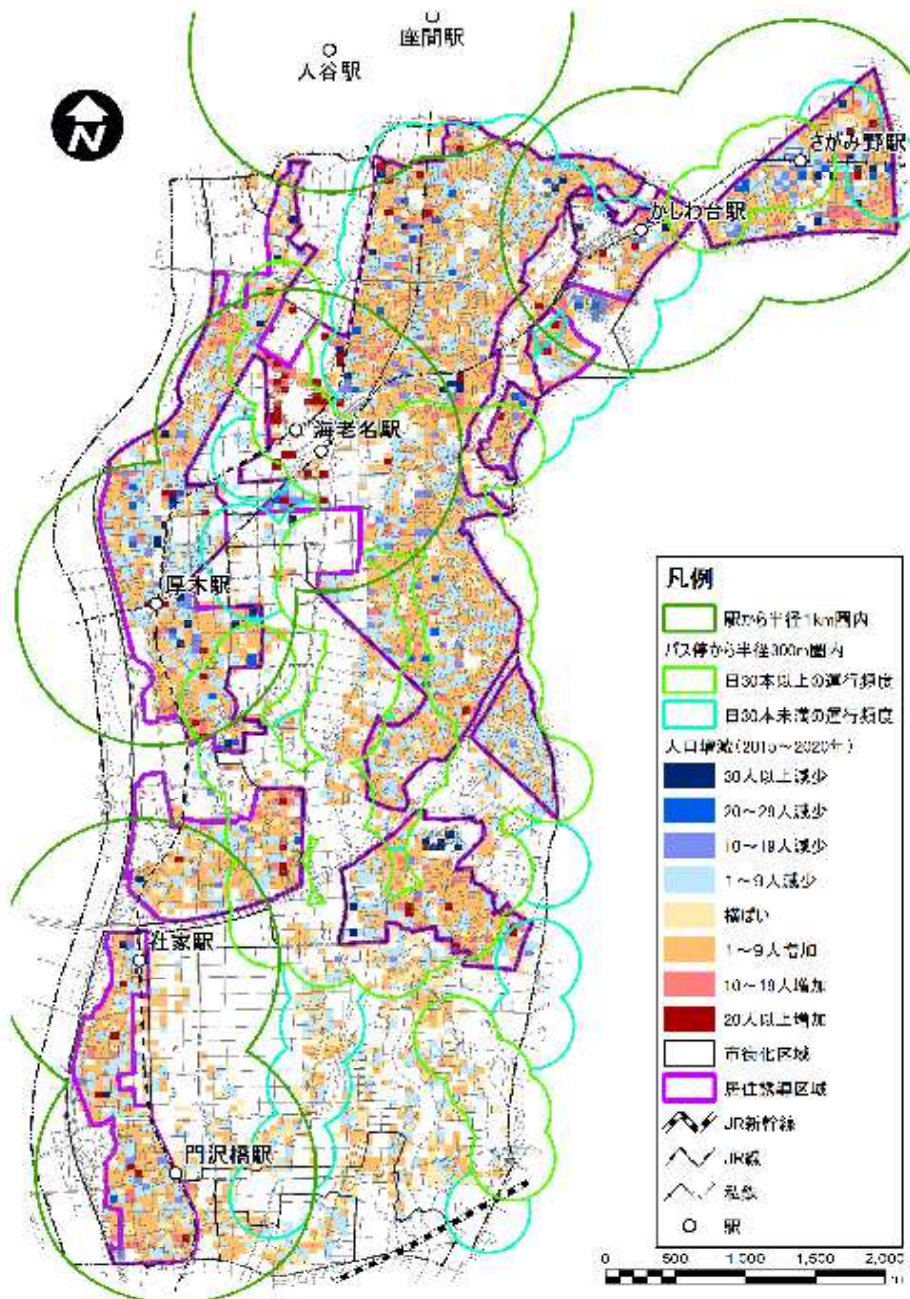 座間駅
入谷駅
N
さがみ野駅
かしわ台駅
海老名駅
厚木駅
社家駅
門沢橋駅
凡例
駅から半径1km圏内
バス停から半径300m圏内
日30本以上の運行頻度
日30本未満の運行頻度
人口増減(2015～2020年)
30人以上減少
20～29人減少
10～19人減少
1～9人減少
横ばい
1～9人増加
10～19人増加
20人以上増加
市街化区域
居住誘導区域
JR新幹線
JR線
私鉄
駅
0 500 1,000 1,500 2,000
m